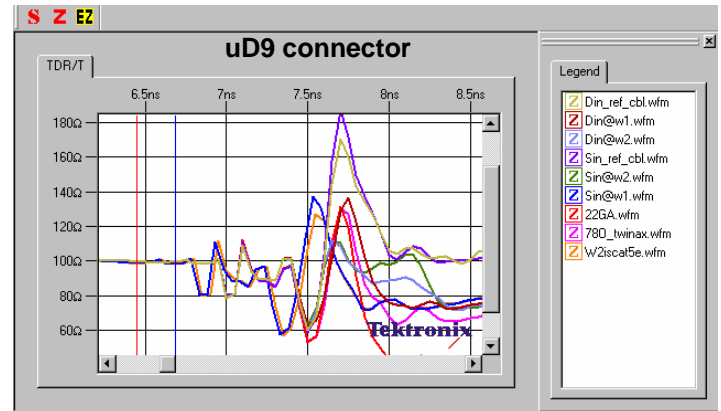 S Z EZ
uD9 connector
TDR/T
6.5ns 7ns 7.5ns 8ns 8.5ns
180Ω
160Ω
140Ω
120Ω
100Ω
80Ω
60Ω
Tektronix
Legend
Z Din_ref_cbl.wfm
Z Din@w1.wfm
Z Din@w2.wfm
Z Sin_ref_cbl.wfm
Z Sin@w2.wfm
Z Sin@w1.wfm
Z 22GA.wfm
Z 780_twinax.wfm
Z W2iscat5e.wfm